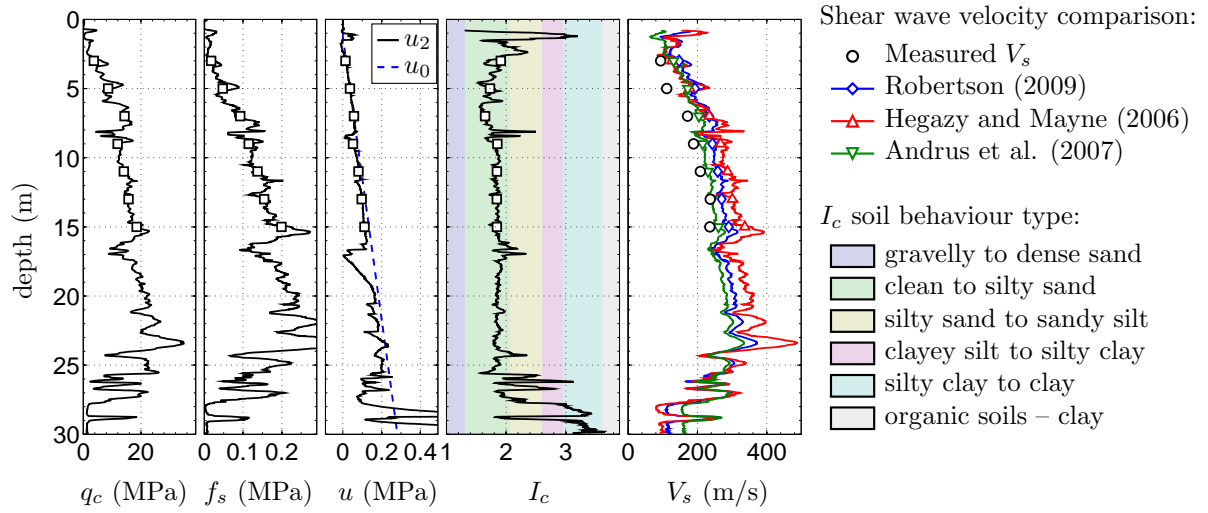 Shear wave velocity comparison:
Measured V_s
Robertson (2009)
Hegazy and Mayne (2006)
Andrus et al. (2007)
I_c soil behaviour type:
gravelly to dense sand
clean to silty sand
silty sand to sandy silt
clayey silt to silty clay
silty clay to clay
organic soils – clay
u_2
u_0
depth (m)
0
5
10
15
20
25
30
0 20 40
0 0.1 0.2
0 0.2 0.4
1 2 3
0 200 400
q_c (MPa)
f_s (MPa)
u (MPa)
I_c
V_s (m/s)